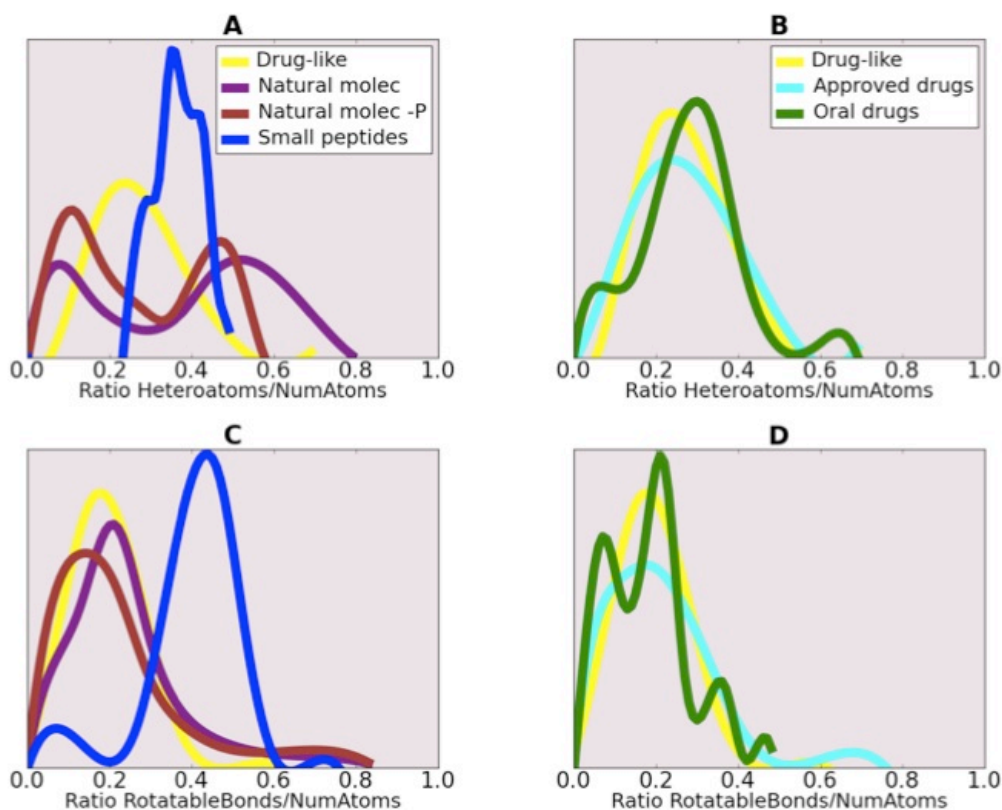 A
Drug-like
Natural molec
Natural molec -P
Small peptides
0.0 0.2 0.4 0.6 0.8 1.0
Ratio Heteroatoms/NumAtoms
B
Drug-like
Approved drugs
Oral drugs
0.0 0.2 0.4 0.6 0.8 1.0
Ratio Heteroatoms/NumAtoms
C
0.0 0.2 0.4 0.6 0.8 1.0
Ratio RotatableBonds/NumAtoms
D
0.0 0.2 0.4 0.6 0.8 1.0
Ratio RotatableBonds/NumAtoms